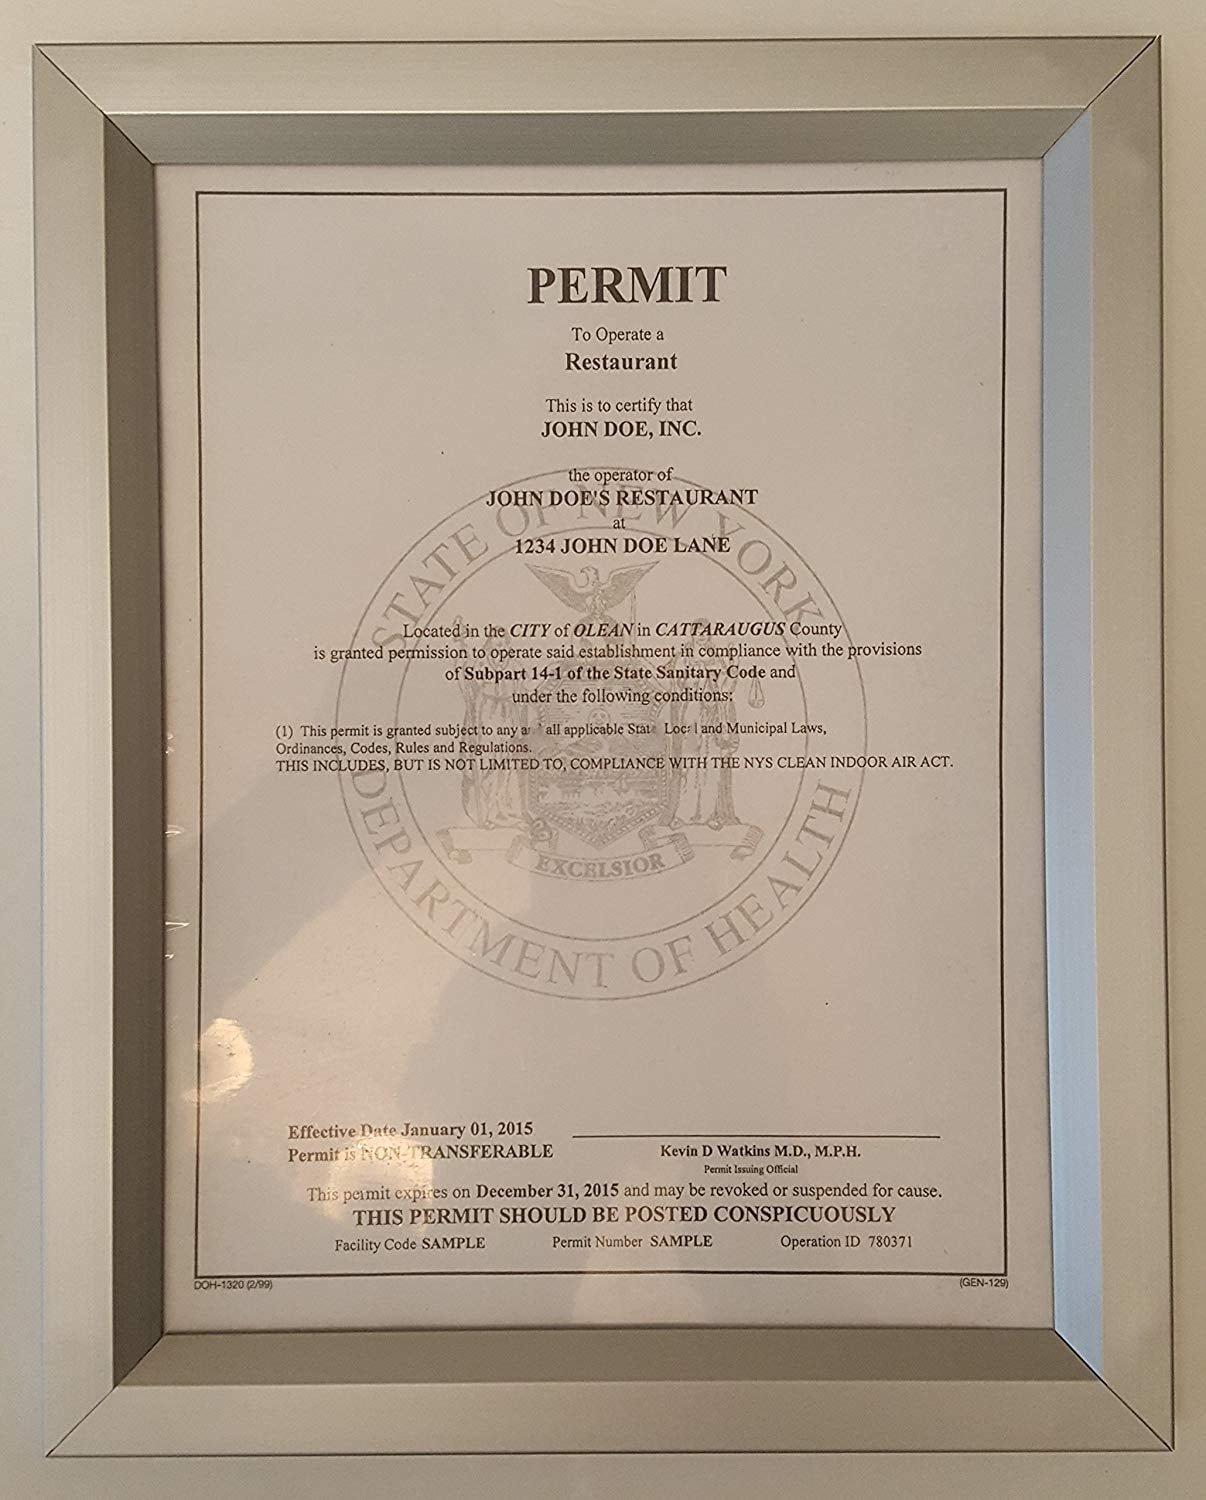 PERMIT
To Operate a
Restaurant
This is to certify that
JOHN DOE, INC.
the operator of
JOHN DOE'S RESTAURANT
at
1234 JOHN DOE LANE
STATE OF NEW YORK
DEPARTMENT OF HEALTH
EXCELSIOR
Located in the CITY of OLEAN in CATTARAUGUS County
is granted permission to operate said establishment in compliance with the provisions
of Subpart 14-1 of the State Sanitary Code and
under the following conditions:
(1) This permit is granted subject to any all applicable State Local and Municipal Laws,
Ordinances, Codes, Rules and Regulations.
THIS INCLUDES, BUT IS NOT LIMITED TO, COMPLIANCE WITH THE NYS CLEAN INDOOR AIR ACT.
Effective Date January 01, 2015
Permit is NON-TRANSFERABLE
Kevin D Watkins M.D., M.P.H.
Permit Issuing Official
This permit expires on December 31, 2015 and may be revoked or suspended for cause.
THIS PERMIT SHOULD BE POSTED CONSPICUOUSLY
Facility Code SAMPLE Permit Number SAMPLE Operation ID 780371
DOH-1320 (2/99) (GEN-129)